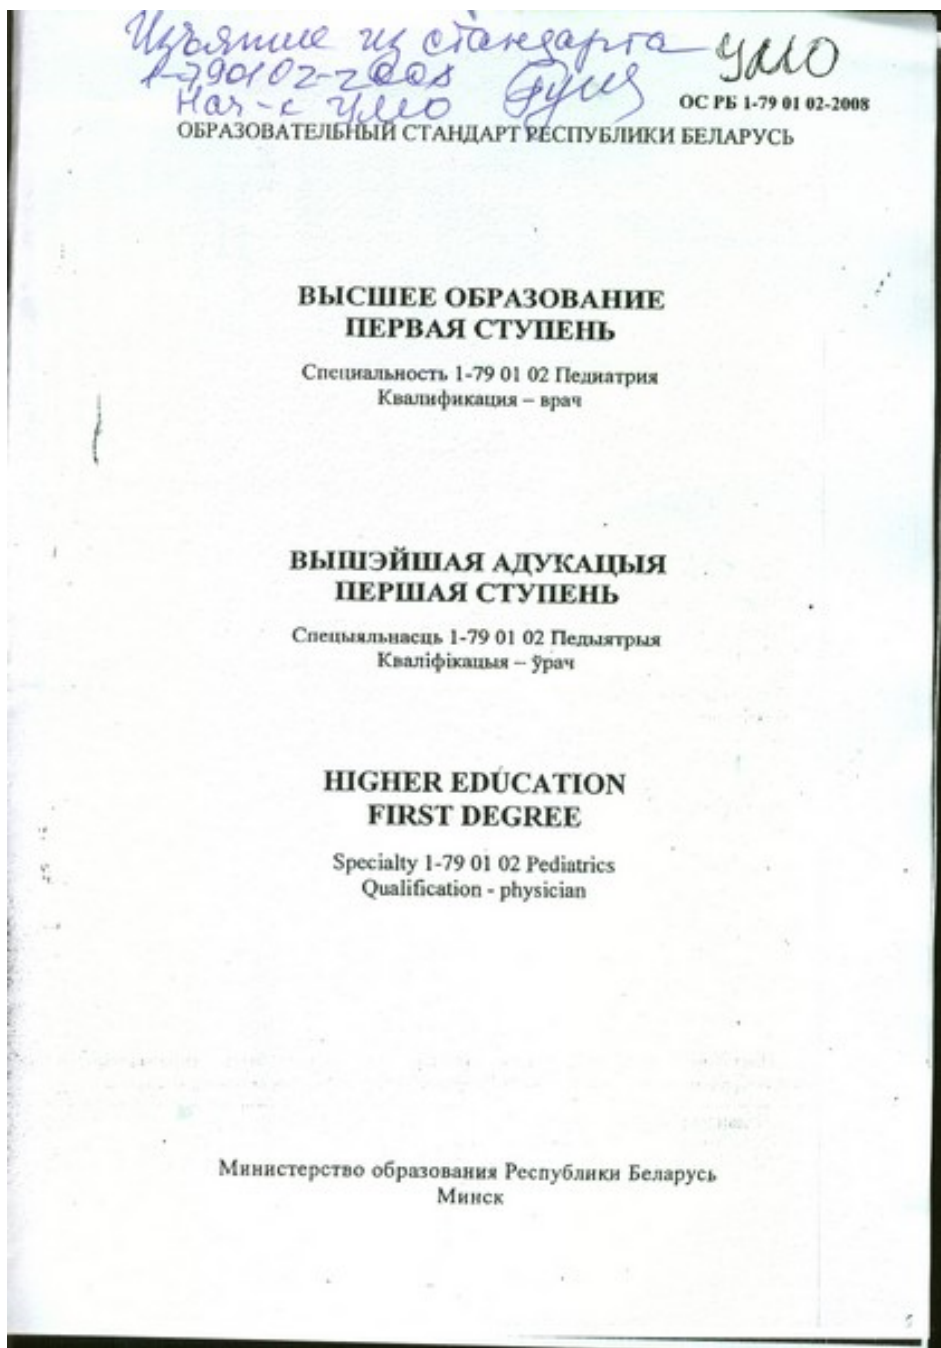 Изъятие из стандарта УМО
1-790102-2008
Нач-к УМО
ОС РБ 1-79 01 02-2008
ОБРАЗОВАТЕЛЬНЫЙ СТАНДАРТ РЕСПУБЛИКИ БЕЛАРУСЬ
ВЫСШЕЕ ОБРАЗОВАНИЕ
ПЕРВАЯ СТУПЕНЬ
Специальность 1-79 01 02 Педиатрия
Квалификация – врач
ВЫШЭЙШАЯ АДУКАЦЫЯ
ПЕРШАЯ СТУПЕНЬ
Спецыяльнасць 1-79 01 02 Педыятрыя
Кваліфікацыя – ўрач
HIGHER EDUCATION
FIRST DEGREE
Specialty 1-79 01 02 Pediatrics
Qualification - physician
Министерство образования Республики Беларусь
Минск